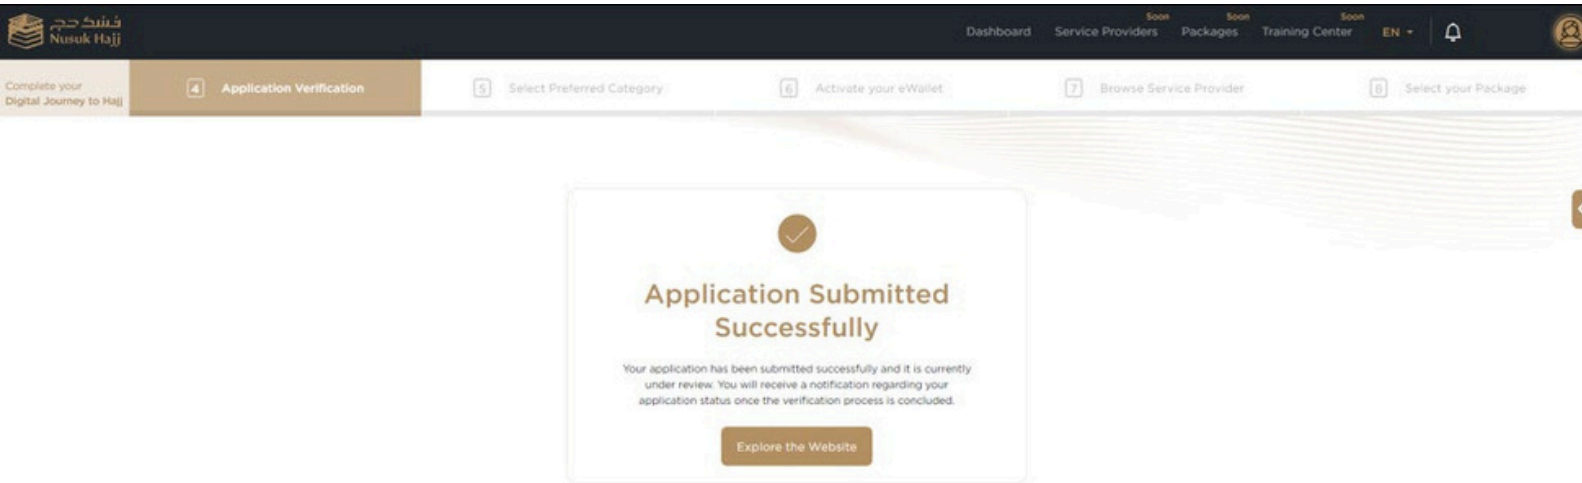 نسك حج
Nusuk Hajj
Dashboard
Soon
Service Providers
Soon
Packages
Soon
Training Center
EN
Complete your
Digital Journey to Hajj
4 Application Verification
5 Select Preferred Category
6 Activate your eWallet
7 Browse Service Provider
8 Select your Package
Application Submitted
Successfully
Your application has been submitted successfully and it is currently
under review. You will receive a notification regarding your
application status once the verification process is concluded.
Explore the Website